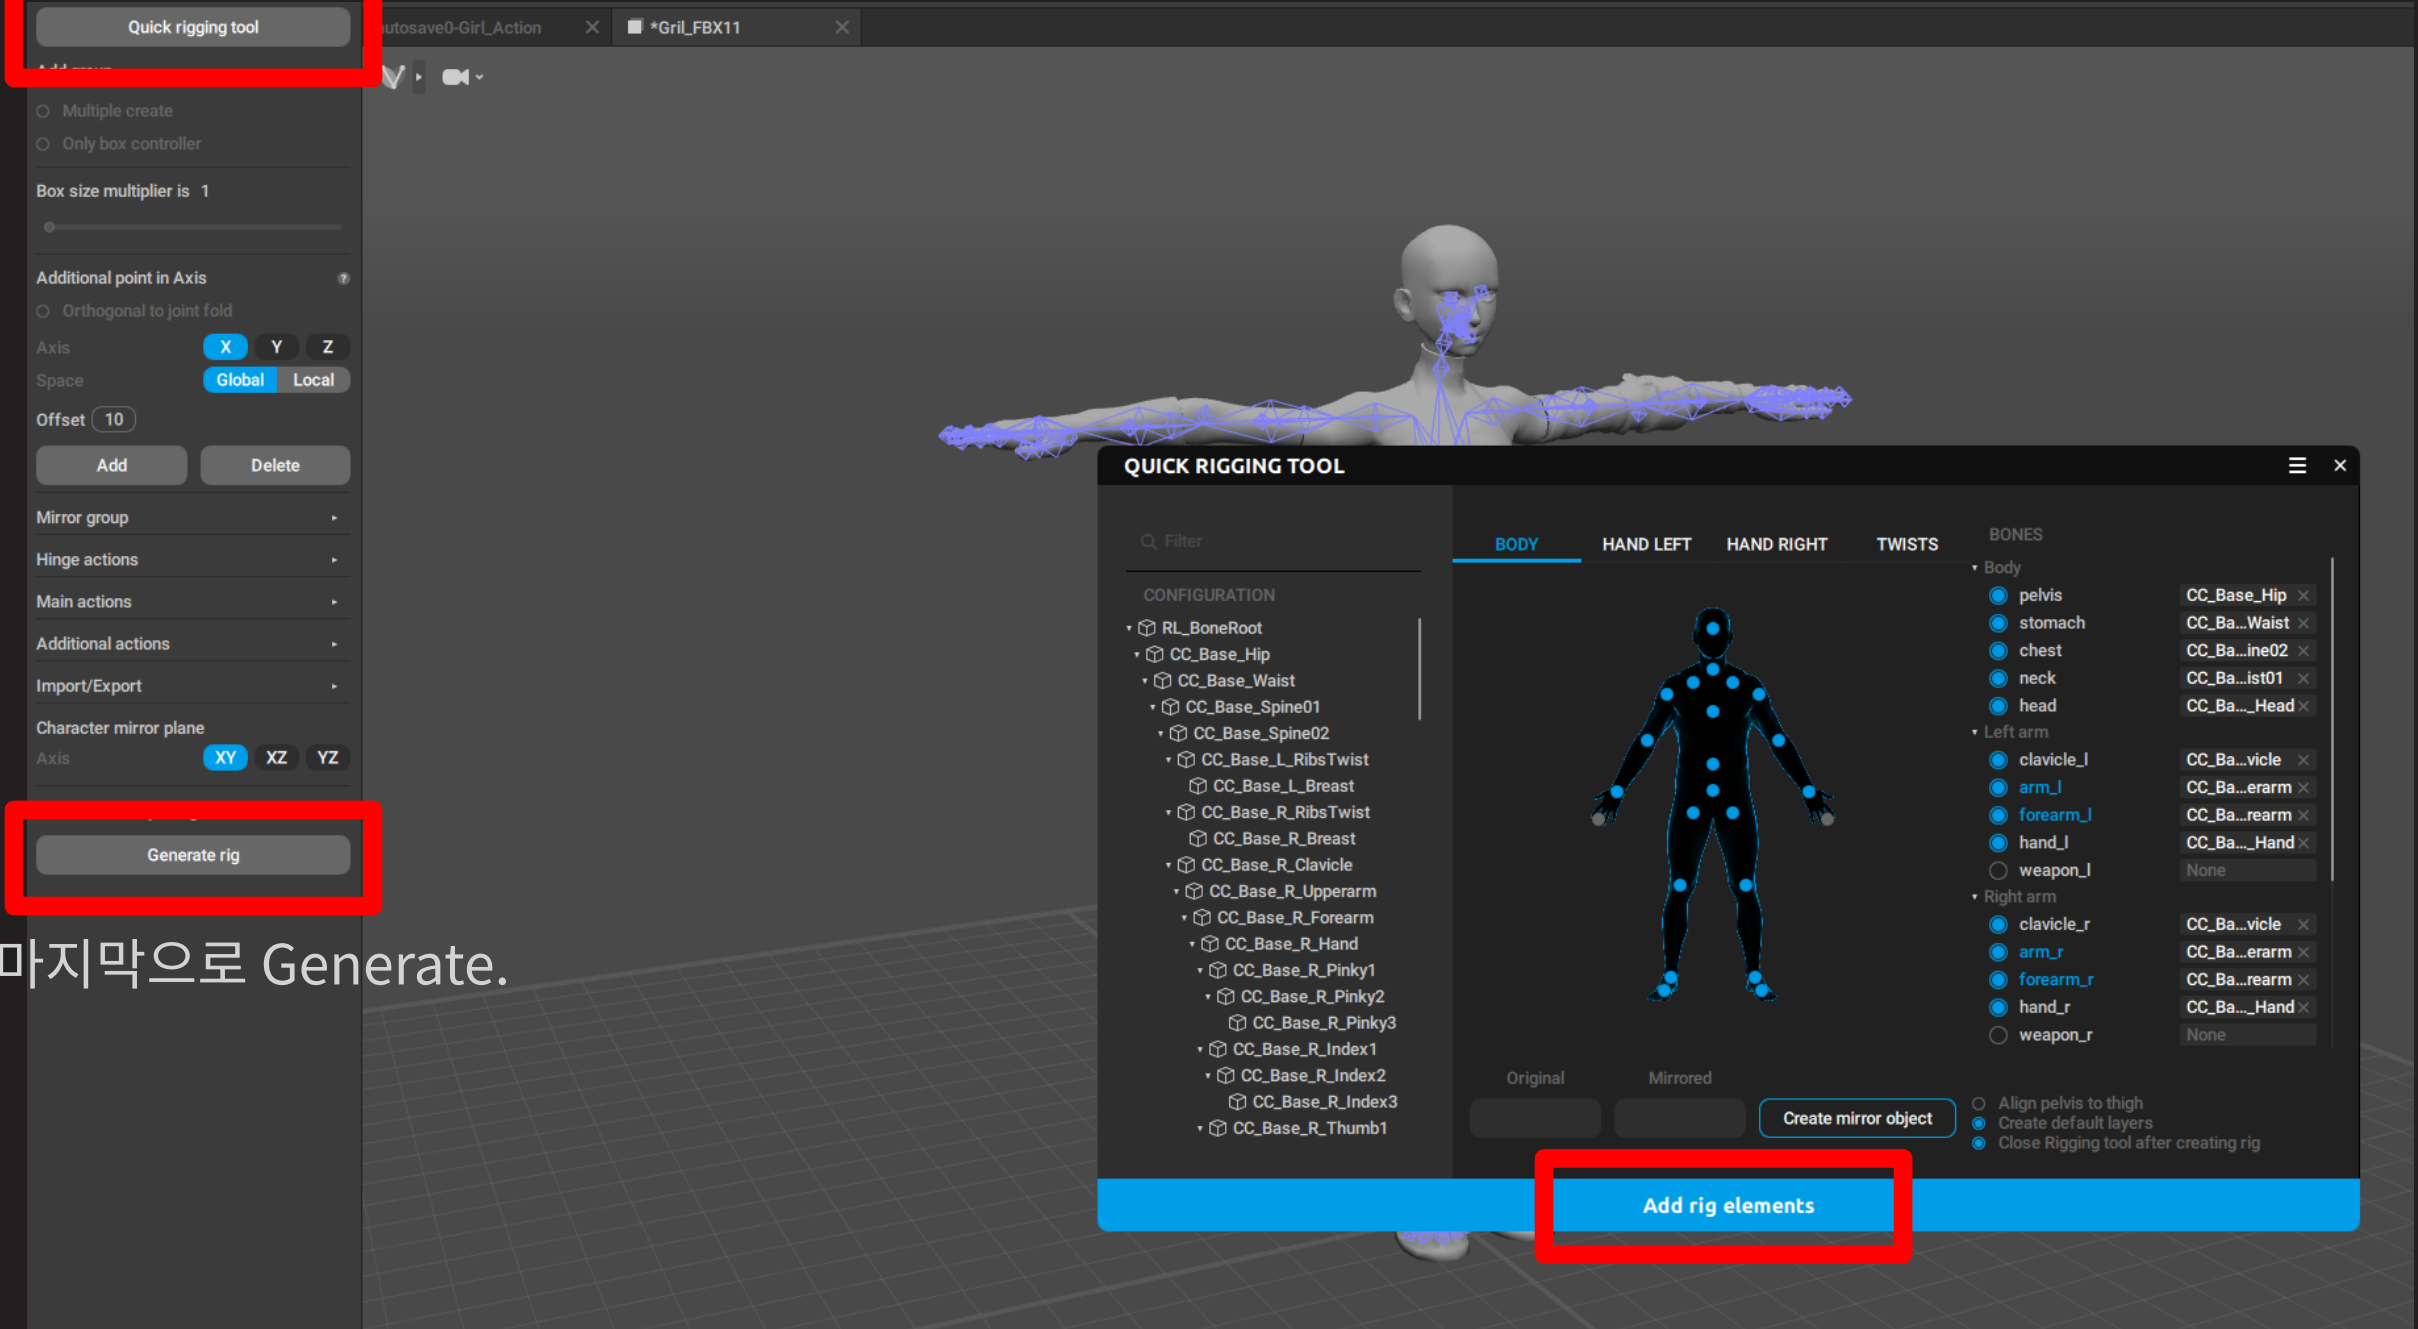 Quick rigging tool
utosave0-Girl_Action
*Gril_FBX11
Add group
Multiple create
Only box controller
Box size multiplier is 1
Additional point in Axis
?
Orthogonal to joint fold
Axis X Y Z
Space Global Local
Offset 10
Add Delete
Mirror group
Hinge actions
Main actions
Additional actions
Import/Export
Character mirror plane
Axis XY XZ YZ
Generate rig
마지막으로 Generate.
QUICK RIGGING TOOL
Filter
CONFIGURATION
RL_BoneRoot
CC_Base_Hip
CC_Base_Waist
CC_Base_Spine01
CC_Base_Spine02
CC_Base_L_RibsTwist
CC_Base_L_Breast
CC_Base_R_RibsTwist
CC_Base_R_Breast
CC_Base_R_Clavicle
CC_Base_R_Upperarm
CC_Base_R_Forearm
CC_Base_R_Hand
CC_Base_R_Pinky1
CC_Base_R_Pinky2
CC_Base_R_Pinky3
CC_Base_R_Index1
CC_Base_R_Index2
CC_Base_R_Index3
CC_Base_R_Thumb1
BODY HAND LEFT HAND RIGHT TWISTS
BONES
Body
pelvis CC_Base_Hip
stomach CC_Ba...Waist
chest CC_Ba...ine02
neck CC_Ba...ist01
head CC_Ba..._Head
Left arm
clavicle_l CC_Ba...vicle
arm_l CC_Ba...erarm
forearm_l CC_Ba...rearm
hand_l CC_Ba..._Hand
weapon_l None
Right arm
clavicle_r CC_Ba...vicle
arm_r CC_Ba...erarm
forearm_r CC_Ba...rearm
hand_r CC_Ba..._Hand
weapon_r None
Original Mirrored
Create mirror object
Align pelvis to thigh
Create default layers
Close Rigging tool after creating rig
Add rig elements